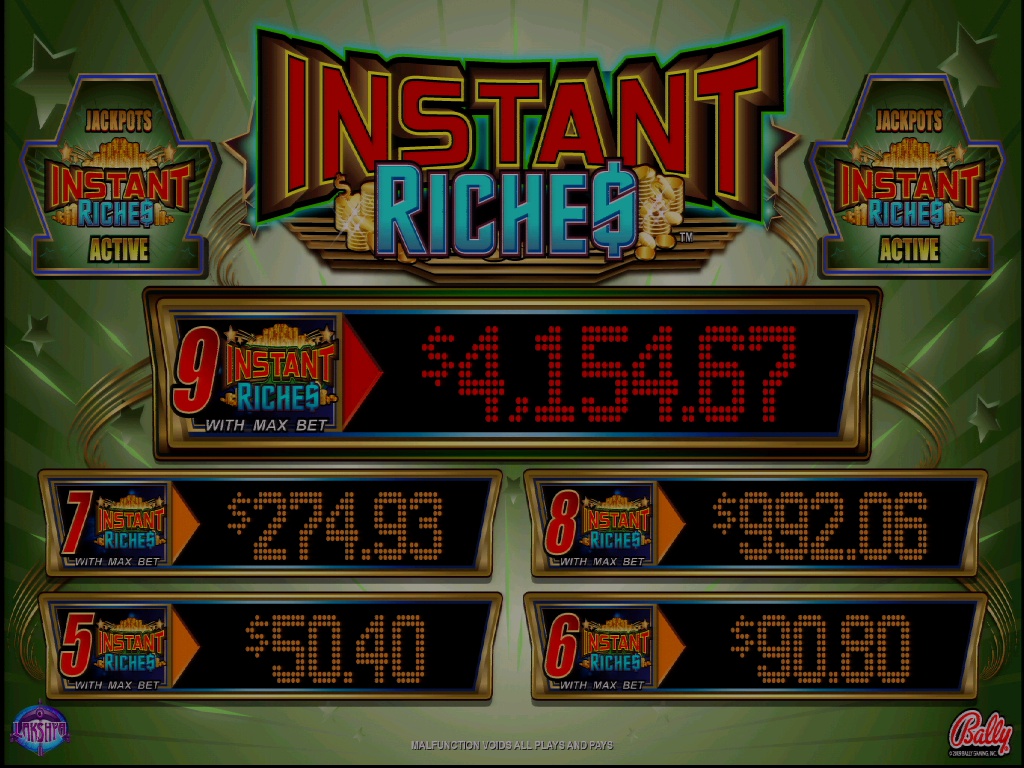 INSTANT
RICHE$ ™
JACKPOTS
INSTANT
RICHE$
ACTIVE
JACKPOTS
INSTANT
RICHE$
ACTIVE
9 INSTANT
RICHE$
WITH MAX BET
$4,154.67
7 INSTANT
RICHE$
WITH MAX BET
$274.93
8 INSTANT
RICHE$
WITH MAX BET
$992.06
5 INSTANT
RICHE$
WITH MAX BET
$50.40
6 INSTANT
RICHE$
WITH MAX BET
$90.80
LAKSHYA
MALFUNCTION VOIDS ALL PLAYS AND PAYS
Bally